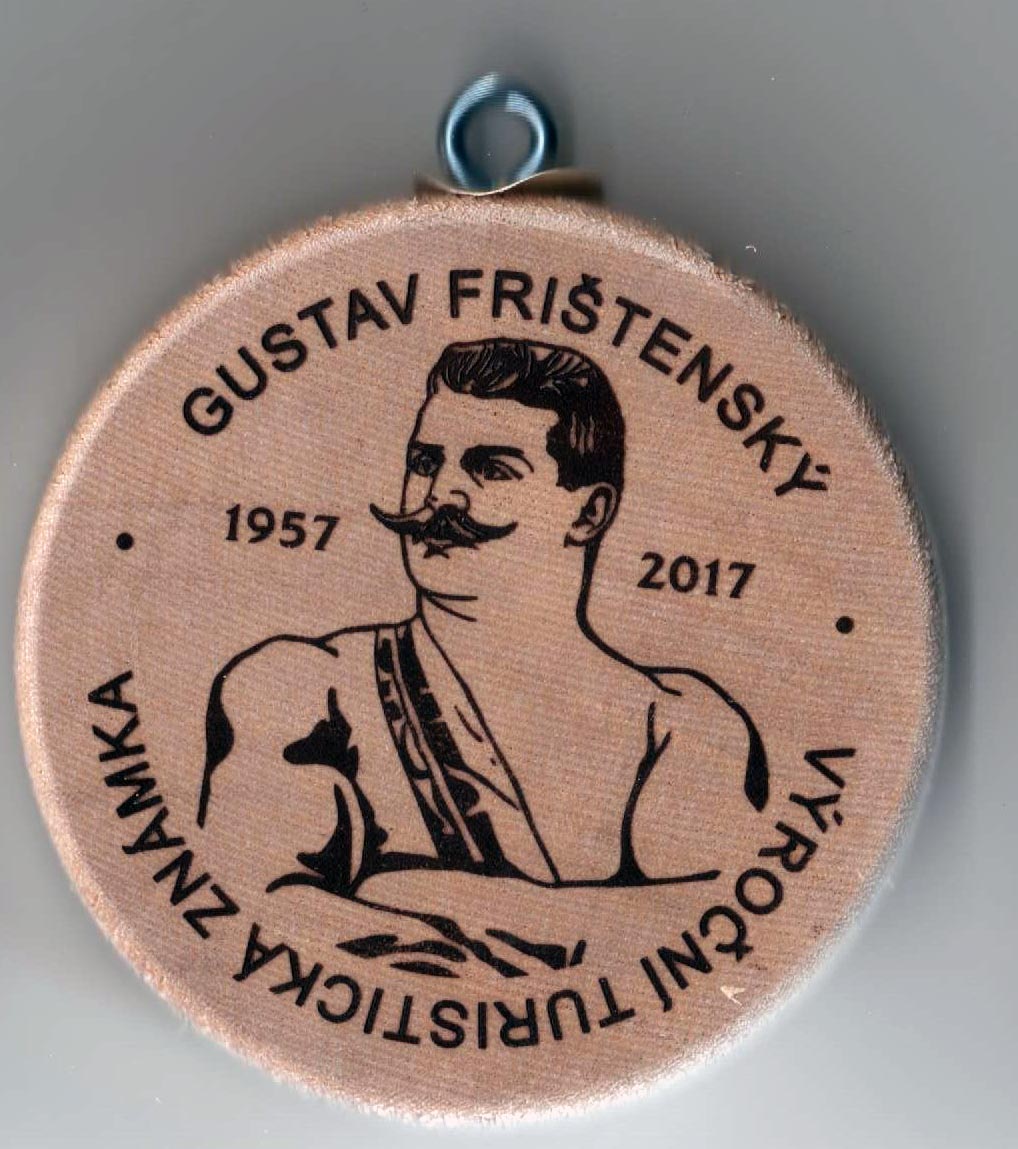 GUSTAV FRIŠTENSKÝ
1957
2017
VÝROČNÍ TURISTICKÁ ZNÁMKA